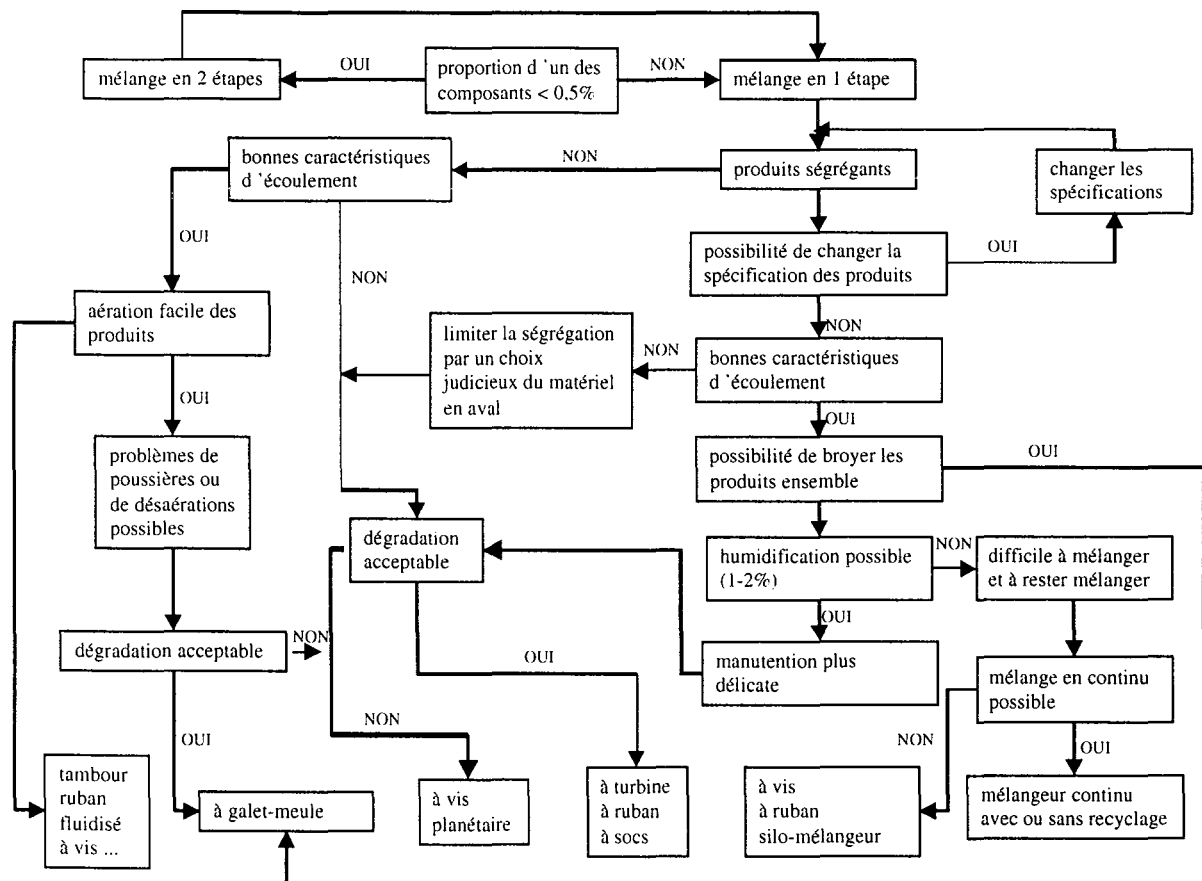 mélange en 2 étapes
OUI
proportion d 'un des
composants < 0,5%
NON
mélange en 1 étape
bonnes caractéristiques
d 'écoulement
NON
produits ségrégants
changer les
spécifications
OUI
possibilité de changer la
spécification des produits
OUI
NON
aération facile des
produits
limiter la ségrégation
par un choix
judicieux du matériel
en aval
NON
NON
bonnes caractéristiques
d 'écoulement
OUI
OUI
problèmes de
poussières ou
de désaérations
possibles
possibilité de broyer les
produits ensemble
OUI
dégradation
acceptable
humidification possible
(1-2%)
NON
difficile à mélanger
et à rester mélanger
OUI
dégradation acceptable
NON
OUI
manutention plus
délicate
mélange en continu
possible
OUI
NON
NON
OUI
tambour
ruban
fluidisé
à vis ...
à galet-meule
à vis
planétaire
à turbine
à ruban
à socs
à vis
à ruban
silo-mélangeur
mélangeur continu
avec ou sans recyclage